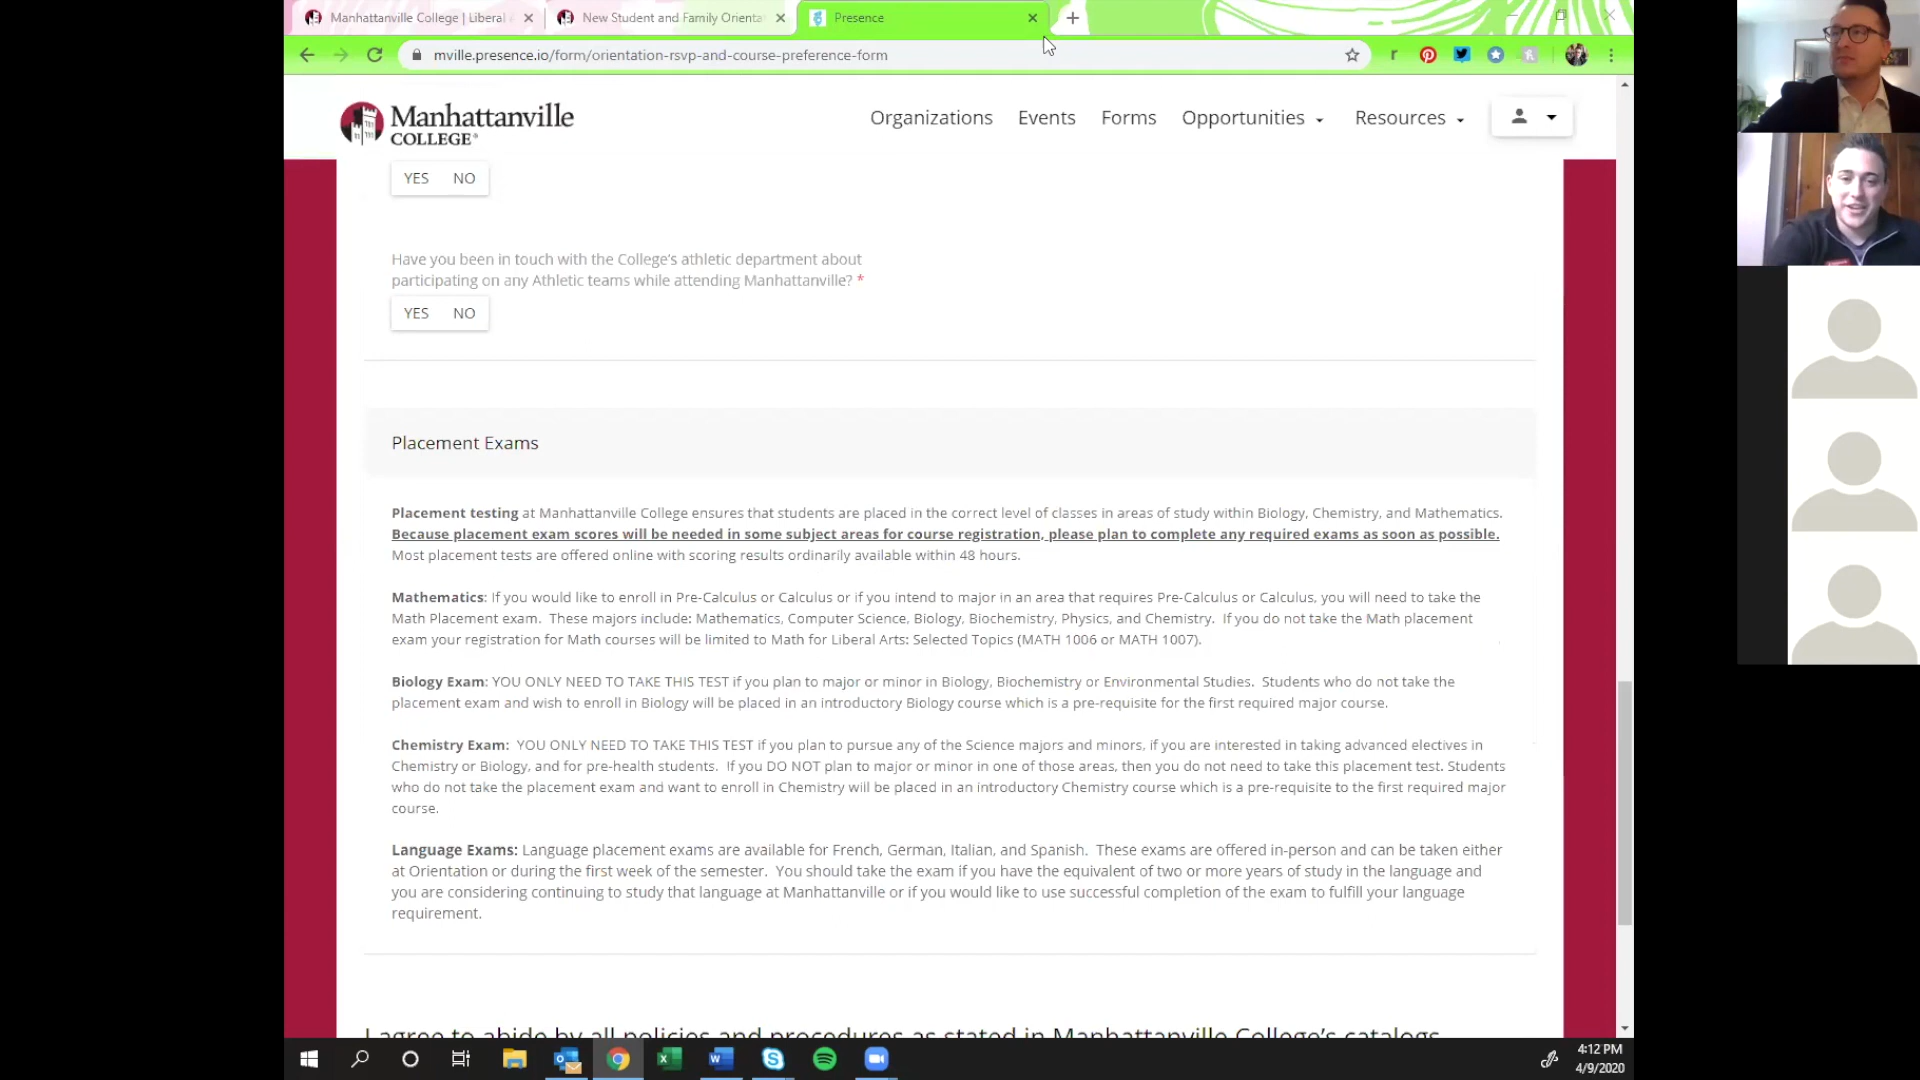 Manhattanville College | Liberal
New Student and Family Orienta
Presence
mville.presence.io/form/orientation-rsvp-and-course-preference-form
Manhattanville
COLLEGE®
Organizations Events Forms Opportunities Resources
YES NO
Have you been in touch with the College's athletic department about
participating on any Athletic teams while attending Manhattanville? *
YES NO
Placement Exams
Placement testing at Manhattanville College ensures that students are placed in the correct level of classes in areas of study within Biology, Chemistry, and Mathematics.
Because placement exam scores will be needed in some subject areas for course registration, please plan to complete any required exams as soon as possible.
Most placement tests are offered online with scoring results ordinarily available within 48 hours.
Mathematics: If you would like to enroll in Pre-Calculus or Calculus or if you intend to major in an area that requires Pre-Calculus or Calculus, you will need to take the
Math Placement exam. These majors include: Mathematics, Computer Science, Biology, Biochemistry, Physics, and Chemistry. If you do not take the Math placement
exam your registration for Math courses will be limited to Math for Liberal Arts: Selected Topics (MATH 1006 or MATH 1007).
Biology Exam: YOU ONLY NEED TO TAKE THIS TEST if you plan to major or minor in Biology, Biochemistry or Environmental Studies. Students who do not take the
placement exam and wish to enroll in Biology will be placed in an introductory Biology course which is a pre-requisite for the first required major course.
Chemistry Exam: YOU ONLY NEED TO TAKE THIS TEST if you plan to pursue any of the Science majors and minors, if you are interested in taking advanced electives in
Chemistry or Biology, and for pre-health students. If you DO NOT plan to major or minor in one of those areas, then you do not need to take this placement test. Students
who do not take the placement exam and want to enroll in Chemistry will be placed in an introductory Chemistry course which is a pre-requisite to the first required major
course.
Language Exams: Language placement exams are available for French, German, Italian, and Spanish. These exams are offered in-person and can be taken either
at Orientation or during the first week of the semester. You should take the exam if you have the equivalent of two or more years of study in the language and
you are considering continuing to study that language at Manhattanville or if you would like to use successful completion of the exam to fulfill your language
requirement.
I agree to abide by all policies and procedures as stated in Manhattanville College's catalogs,
4:12 PM
4/9/2020